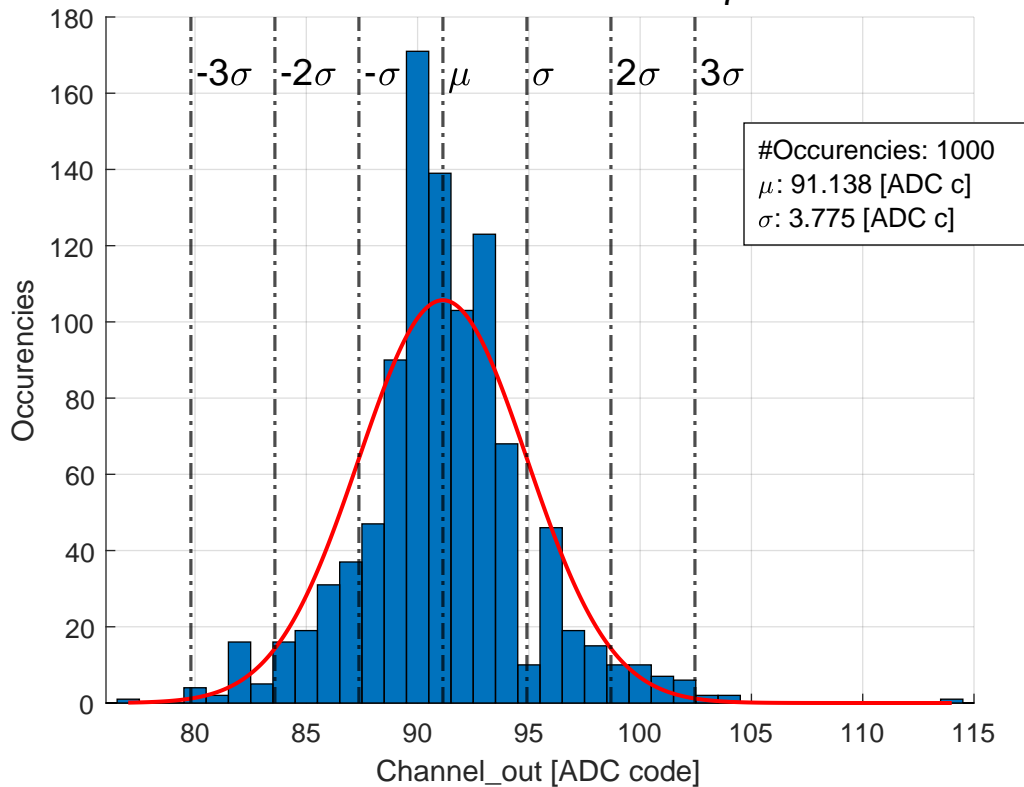 180
160
140
120
100
80
60
40
20
0
-3σ -2σ -σ μ σ 2σ 3σ
#Occurencies: 1000
μ: 91.138 [ADC c]
σ: 3.775 [ADC c]
Occurencies
80 85 90 95 100 105 110 115
Channel_out [ADC code]